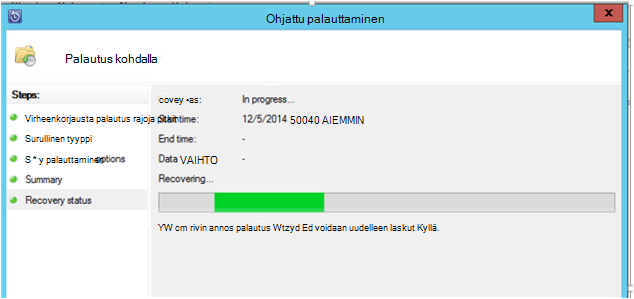 Ohjattu palauttaminen
x
Palautus kohdalla
Steps:
Virheenkorjausta palautus rajoja pitkin
Surullinen tyyppi
S * y palauttaminen options
Summary
Recovery status
covey -as: In progress...
time: 12/5/2014 50040 AIEMMIN
End time: -
Data VAIHTO -
Recovering...
YW cm rivin annos palautus Wtzyd Ed voidaan uudelleen laskut Kyllä.